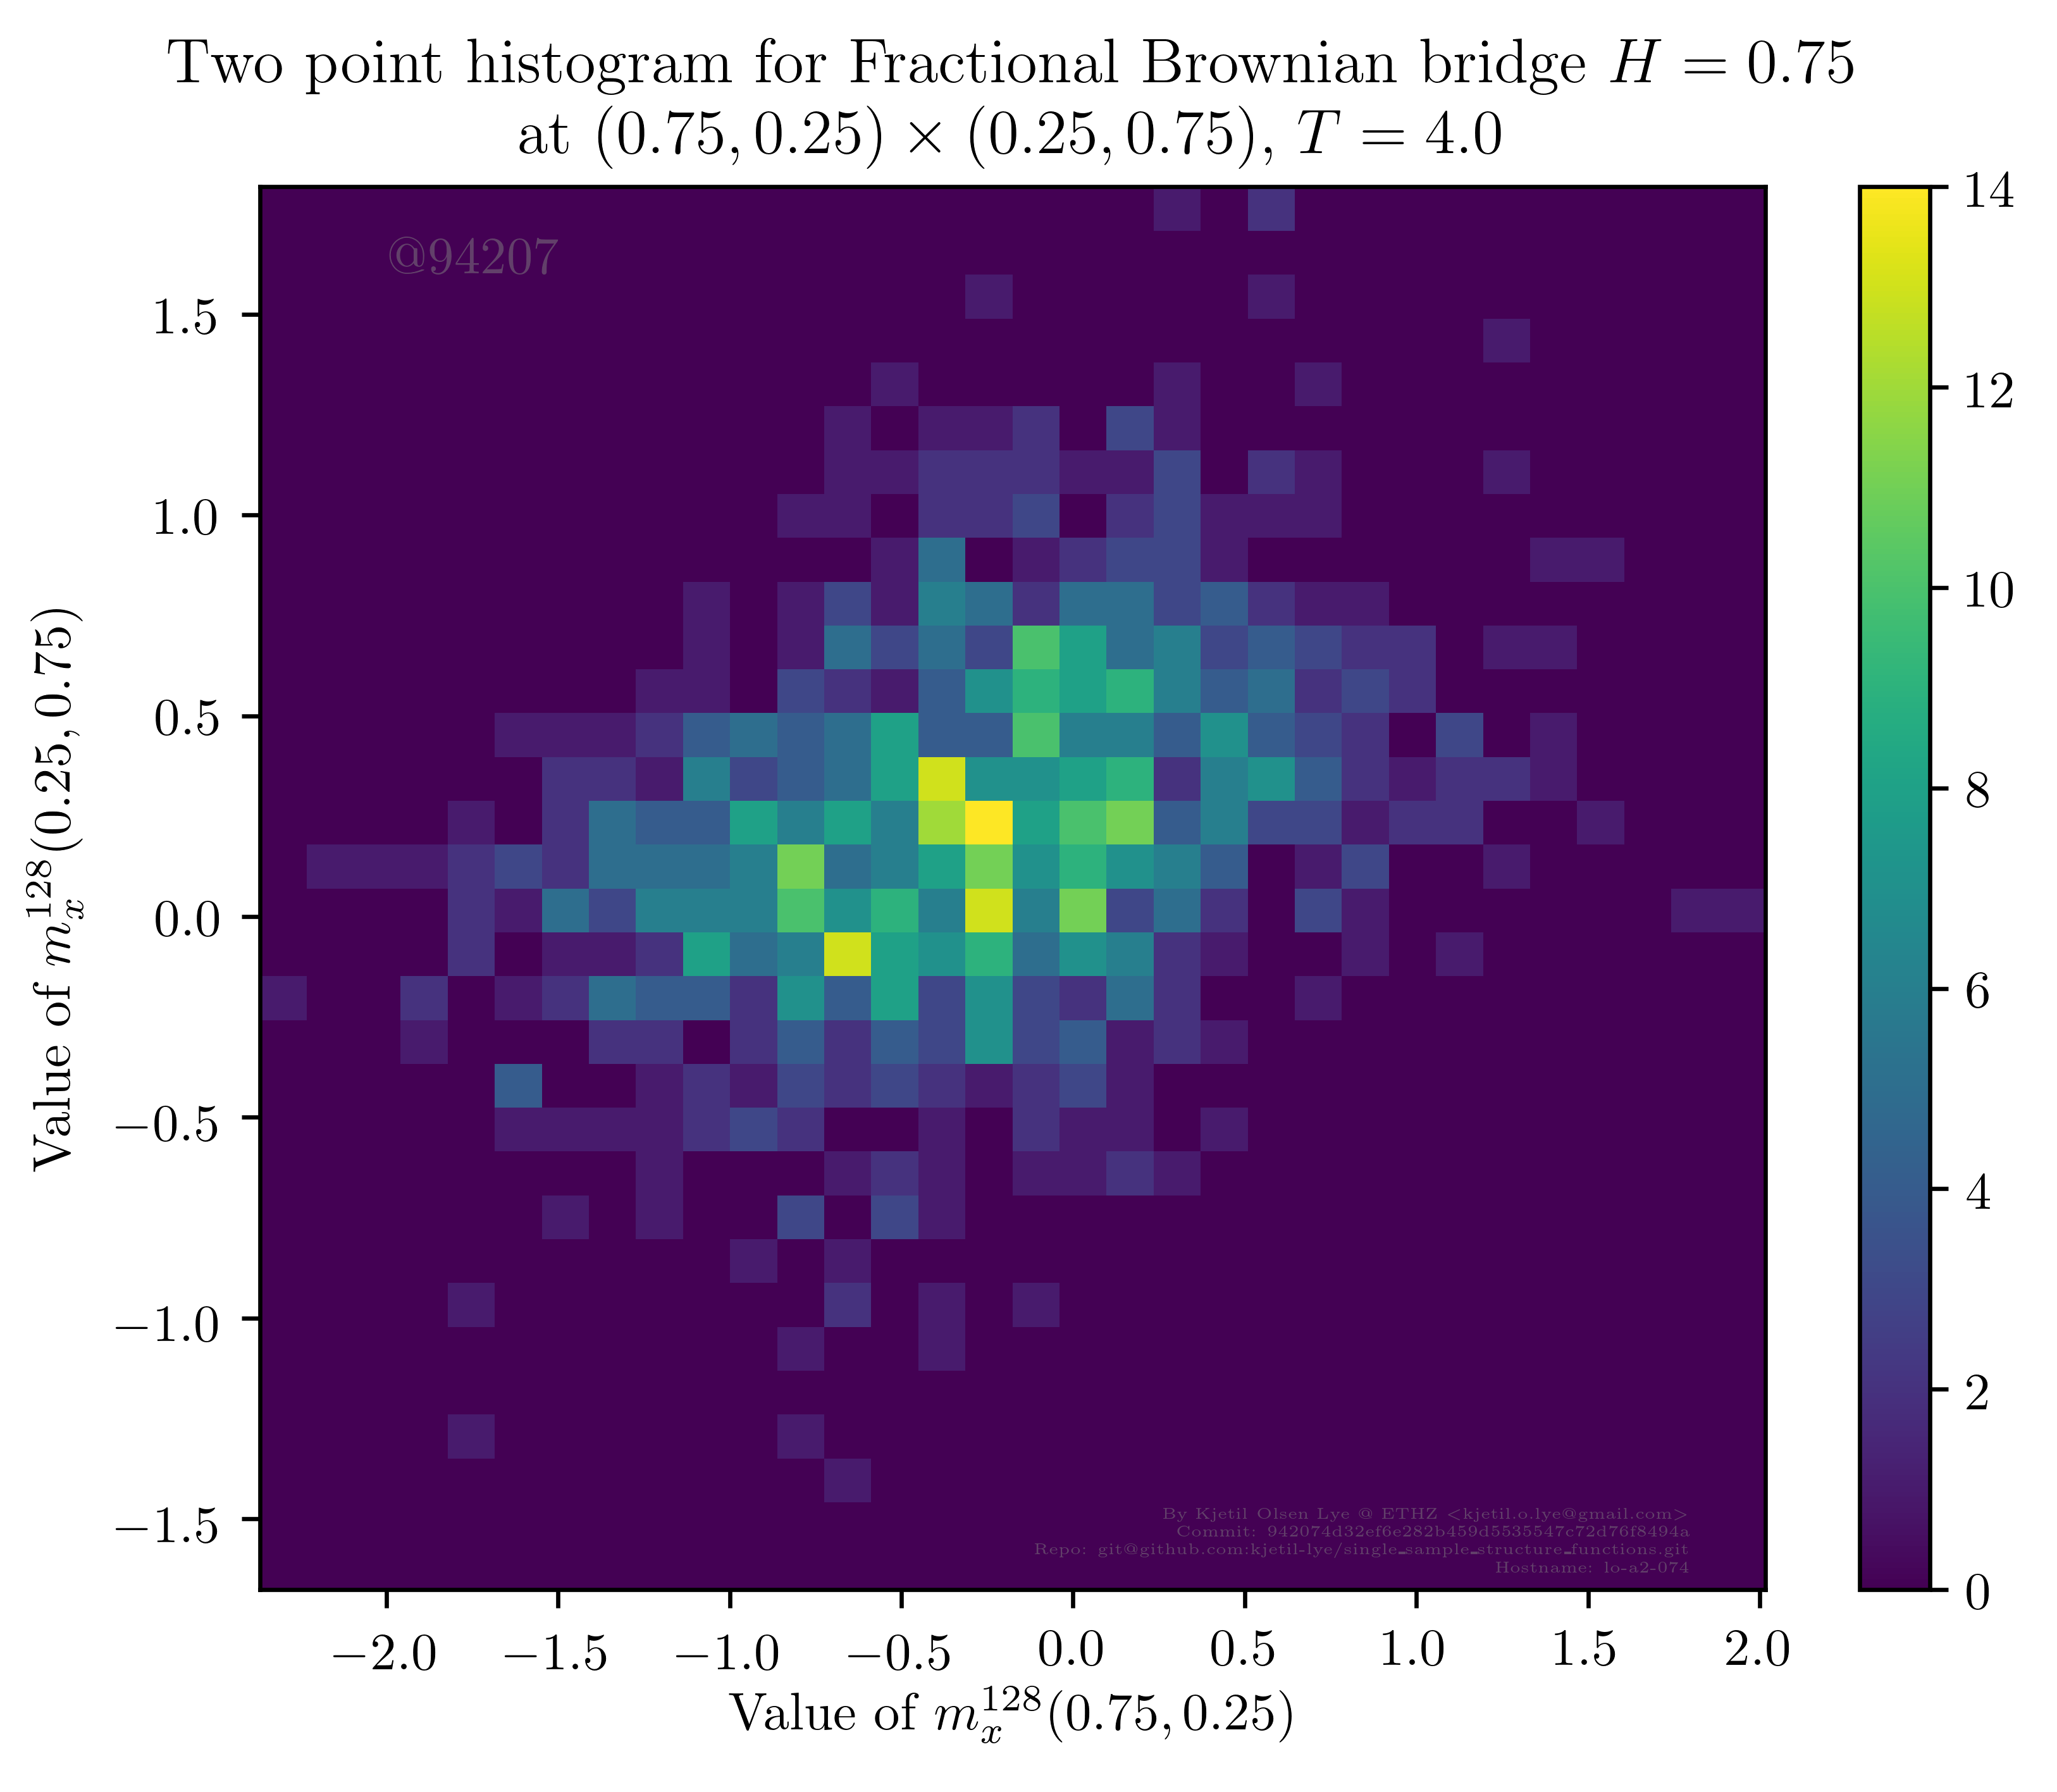 Two point histogram for Fractional Brownian bridge H = 0.75
at (0.75, 0.25) × (0.25, 0.75), T = 4.0
@94207
Value of m_x^{128}(0.25, 0.75)
1.5
1.0
0.5
0.0
−0.5
−1.0
−1.5
−2.0 −1.5 −1.0 −0.5 0.0 0.5 1.0 1.5 2.0
Value of m_x^{128}(0.75, 0.25)
14
12
10
8
6
4
2
0
By Kjetil Olsen Lye @ ETHZ <kjetil.o.lye@gmail.com>
Commit: 942074d32ef6e282b459d5535547c72d76f8494a
Repo: git@github.com:kjetil-lye/single_sample_structure_functions.git
Hostname: lo-a2-074